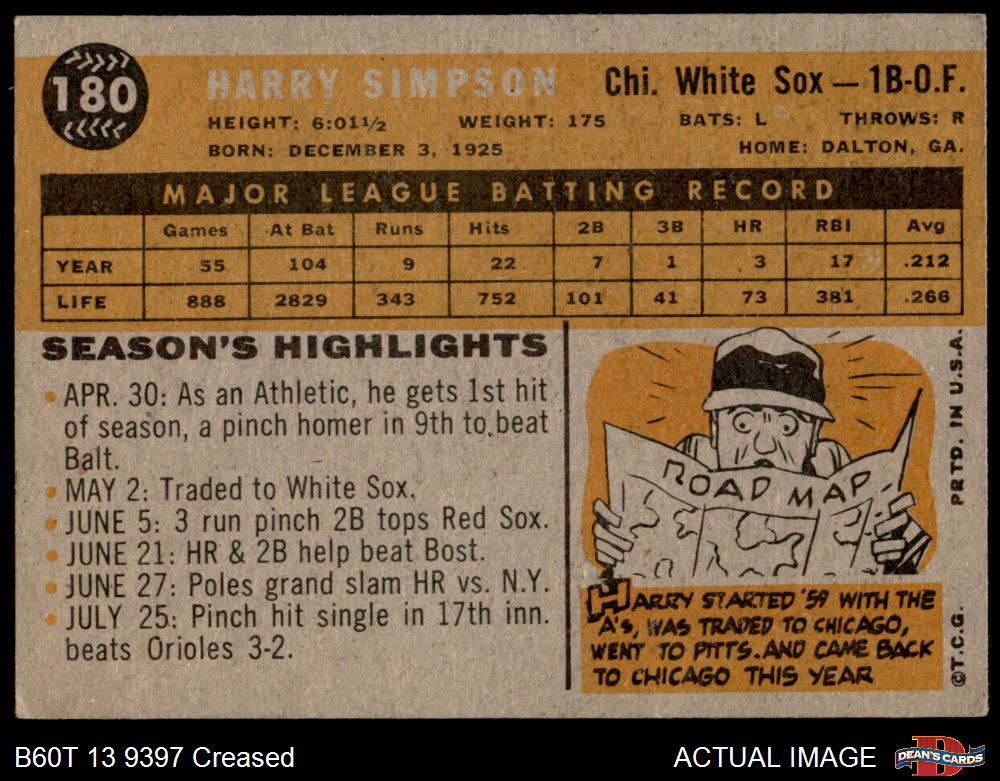 180
HARRY SIMPSON Chi. White Sox — 1B-O.F.
HEIGHT: 6:01½ WEIGHT: 175 BATS: L THROWS: R
BORN: DECEMBER 3, 1925 HOME: DALTON, GA.
MAJOR LEAGUE BATTING RECORD
Games At Bat Runs Hits 2B 3B HR RBI Avg
YEAR 55 104 9 22 7 1 3 17 .212
LIFE 888 2829 343 752 101 41 73 381 .266
SEASON'S HIGHLIGHTS
• APR. 30: As an Athletic, he gets 1st hit
of season, a pinch homer in 9th to beat
Balt.
• MAY 2: Traded to White Sox.
• JUNE 5: 3 run pinch 2B tops Red Sox.
• JUNE 21: HR & 2B help beat Bost.
• JUNE 27: Poles grand slam HR vs. N.Y.
• JULY 25: Pinch hit single in 17th inn.
beats Orioles 3-2.
ROAD MAP
HARRY STARTED '59 WITH THE
A'S, WAS TRADED TO CHICAGO,
WENT TO PITTS. AND CAME BACK
TO CHICAGO THIS YEAR
©T.C.G. PRTD. IN U.S.A.
B60T 13 9397 Creased
ACTUAL IMAGE
D
DEAN'S CARDS